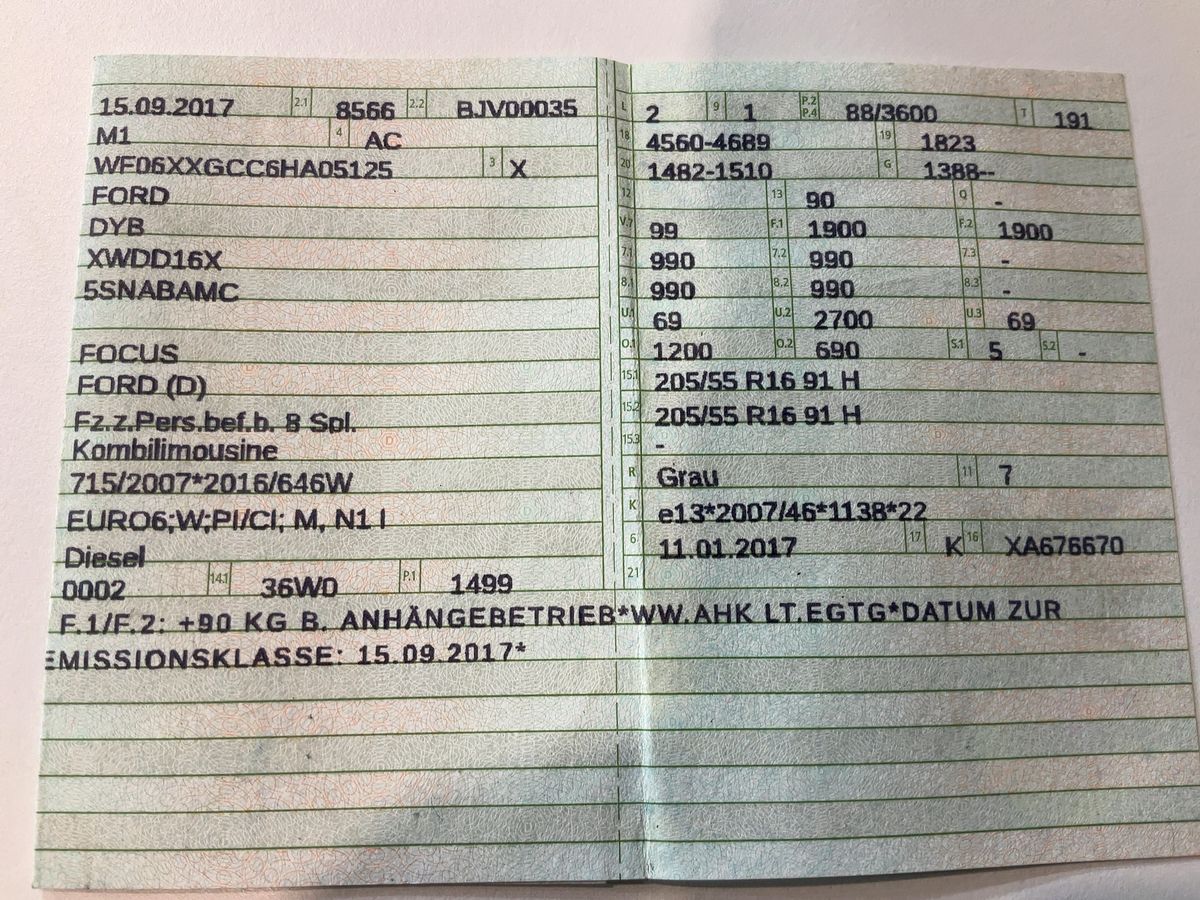 15.09.2017 2.1 8566 2.2 BJV00035
M1 4 AC
WF06XXGCC6HA05125 3 X
FORD
DYB
XWDD16X
5SNABAMC
FOCUS
FORD (D)
Fz.z.Pers.bef.b. 8 Spl.
Kombilimousine
715/2007*2016/646W
EURO6;W;PI/CI; M, N1 I
Diesel
0002 14.1 36W0 P.1 1499
L 2 9 1 P.2 P.4 88/3600 T 191
18 4560-4689 19 1823
20 1482-1510 G 1388--
12 13 90 Q -
V.7 99 F.1 1900 F.2 1900
7.1 990 7.2 990 7.3 -
8.1 990 8.2 990 8.3 -
U.1 69 U.2 2700 U.3 69
O.1 1200 O.2 690 S.1 5 S.2 -
15.1 205/55 R16 91 H
15.2 205/55 R16 91 H
15.3 -
R Grau 11 7
K e13*2007/46*1138*22
6 11.01.2017 17 K 16 XA676670
21
F.1/F.2: +90 KG B. ANHÄNGEBETRIEB*WW.AHK LT.EGTG*DATUM ZUR
EMISSIONSKLASSE: 15.09.2017*